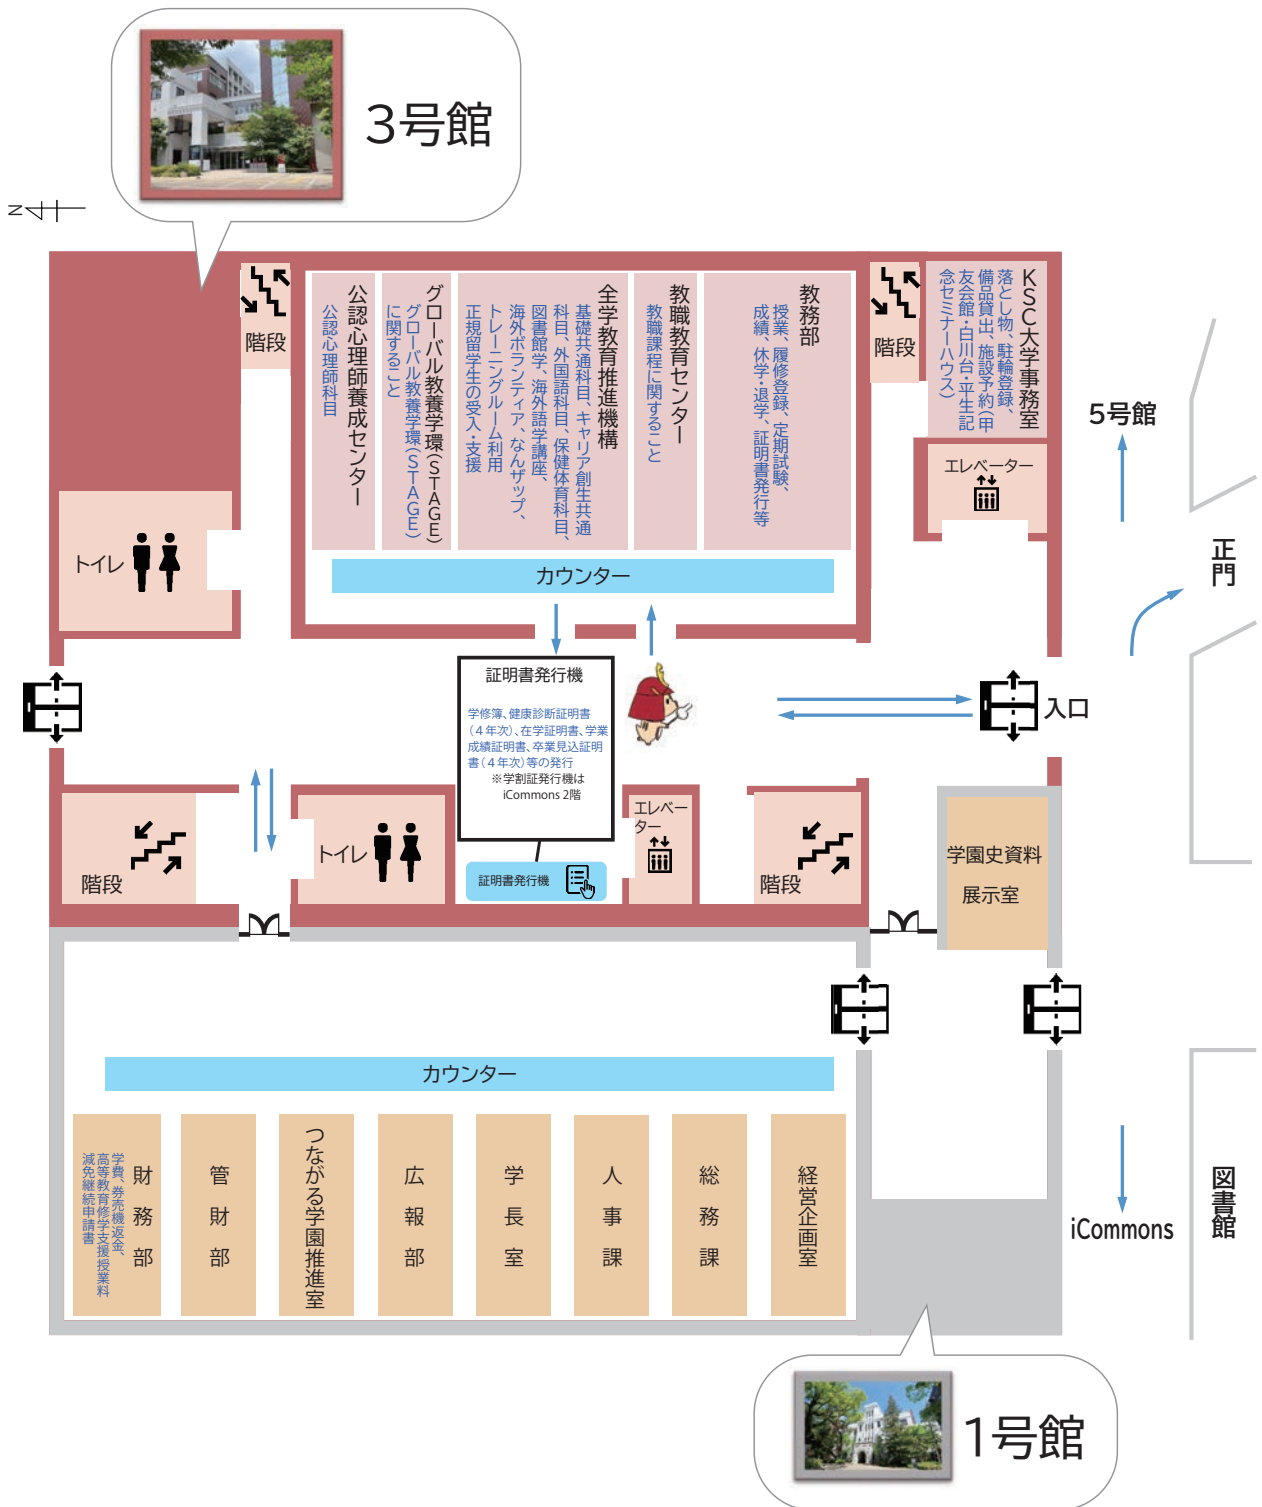 3号館
N
階段
公認心理師養成センター
公認心理師科目
グローバル教養学環(STAGE)
グローバル教養学環(STAGE)
に関すること
全学教育推進機構
基礎共通科目、キャリア創生共通
科目、外国語科目、保健体育科目、
図書館学、海外語学講座、
海外ボランティア、なんザップ、
トレーニングルーム利用
正規留学生の受入・支援
教職教育センター
教職課程に関すること
教務部
授業、履修登録、定期試験、
成績、休学・退学、証明書発行等
階段
KSC大学事務室
落とし物、駐輪登録、
備品貸出、施設予約(甲
友会館・白川台・平生記
念セミナーハウス)
5号館
エレベーター
正門
トイレ
カウンター
証明書発行機
学修簿、健康診断証明書
(4年次)、在学証明書、学業
成績証明書、卒業見込証明
書(4年次)等の発行
※学割証発行機は
iCommons 2階
入口
階段
トイレ
証明書発行機
エレベー
ター
階段
学園史資料
展示室
カウンター
財務部
学費、券売機返金、
高等教育修学支援授業料
減免継続申請書
管財部
つながる学園推進室
広報部
学長室
人事課
総務課
経営企画室
iCommons
図書館
1号館